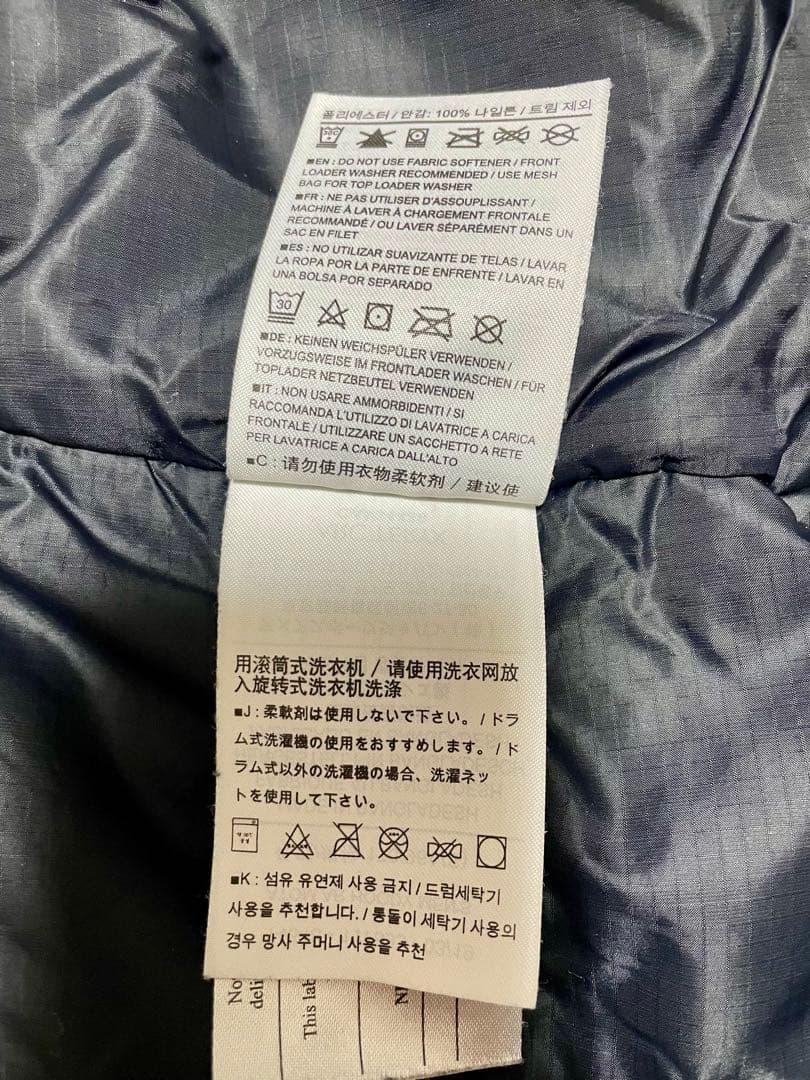 폴리에스터 / 안감: 100% 나일론 / 트림 제외
■EN : DO NOT USE FABRIC SOFTENER / FRONT
LOADER WASHER RECOMMENDED / USE MESH
BAG FOR TOP LOADER WASHER
■FR : NE PAS UTILISER D'ASSOUPLISSANT /
MACHINE À LAVER À CHARGEMENT FRONTALE
RECOMMANDÉ / OU LAVER SÉPARÉMENT DANS UN
SAC EN FILET
■ES : NO UTILIZAR SUAVIZANTE DE TELAS / LAVAR
LA ROPA POR LA PARTE DE ENFRENTE / LAVAR EN
UNA BOLSA POR SEPARADO
30
■DE : KEINEN WEICHSPÜLER VERWENDEN /
VORZUGSWEISE IM FRONTLADER WASCHEN / FÜR
TOPLADER NETZBEUTEL VERWENDEN
■IT : NON USARE AMMORBIDENTI / SI
RACCOMANDA L'UTILIZZO DI LAVATRICE A CARICA
FRONTALE / UTILIZZARE UN SACCHETTO A RETE
PER LAVATRICE A CARICA DALL'ALTO
■C : 请勿使用衣物柔软剂 / 建议使
用滚筒式洗衣机 / 请使用洗衣网放
入旋转式洗衣机洗涤
■J : 柔軟剤は使用しないで下さい。/ ドラ
ム式洗濯機の使用をおすすめします。/ ド
ラム式以外の洗濯機の場合、洗濯ネッ
トを使用して下さい。
■K : 섬유 유연제 사용 금지 / 드럼세탁기
사용을 추천합니다. / 통돌이 세탁기 사용의
경우 망사 주머니 사용을 추천
No
deli
This lab